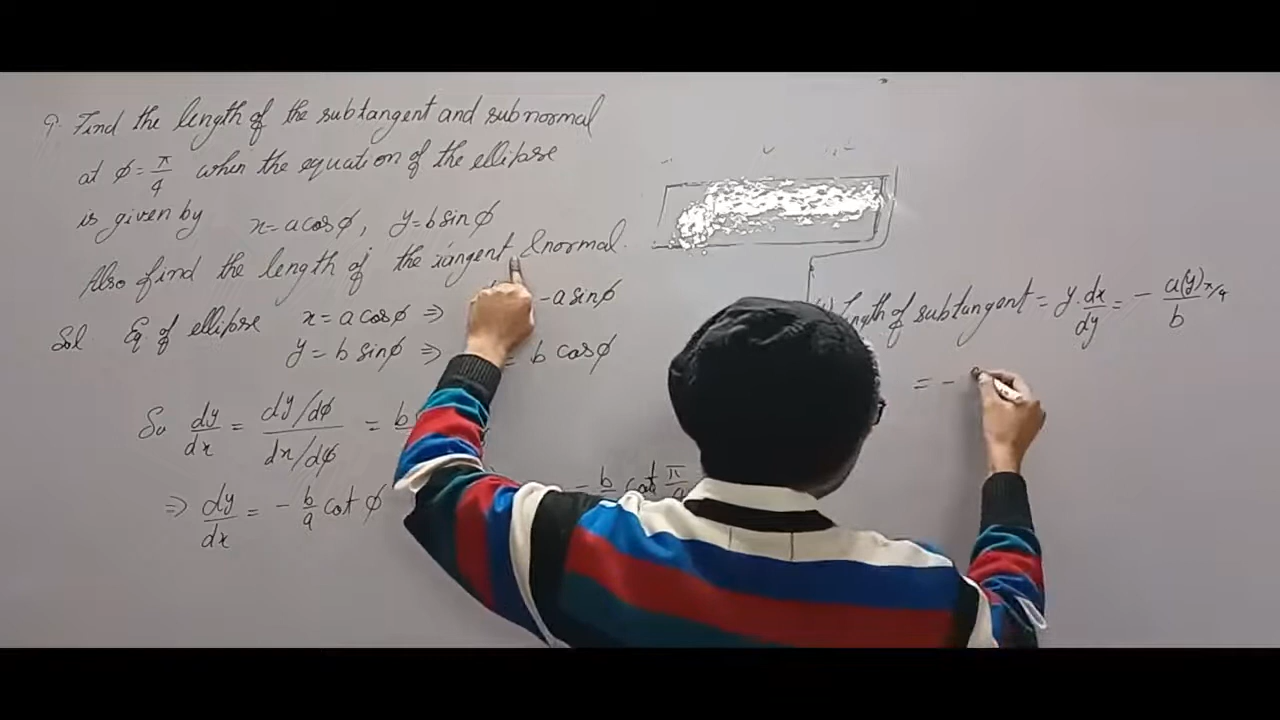 Q. Find the length of the subtangent and subnormal
at φ = π/4 when the equation of the ellipse
is given by x = a cos φ, y = b sin φ
Also find the length of the tangent & normal.
Sol Eq of ellipse x = a cos φ ⇒ - a sin φ
y = b sin φ ⇒ = b cos φ
So dy/dx = (dy/dφ)/(dx/dφ) = b
⇒ dy/dx = - b/a cot φ
= - b/a cot π/4
Length of subtangent = y. dx/dy = - a(y)π/4 / b
= -